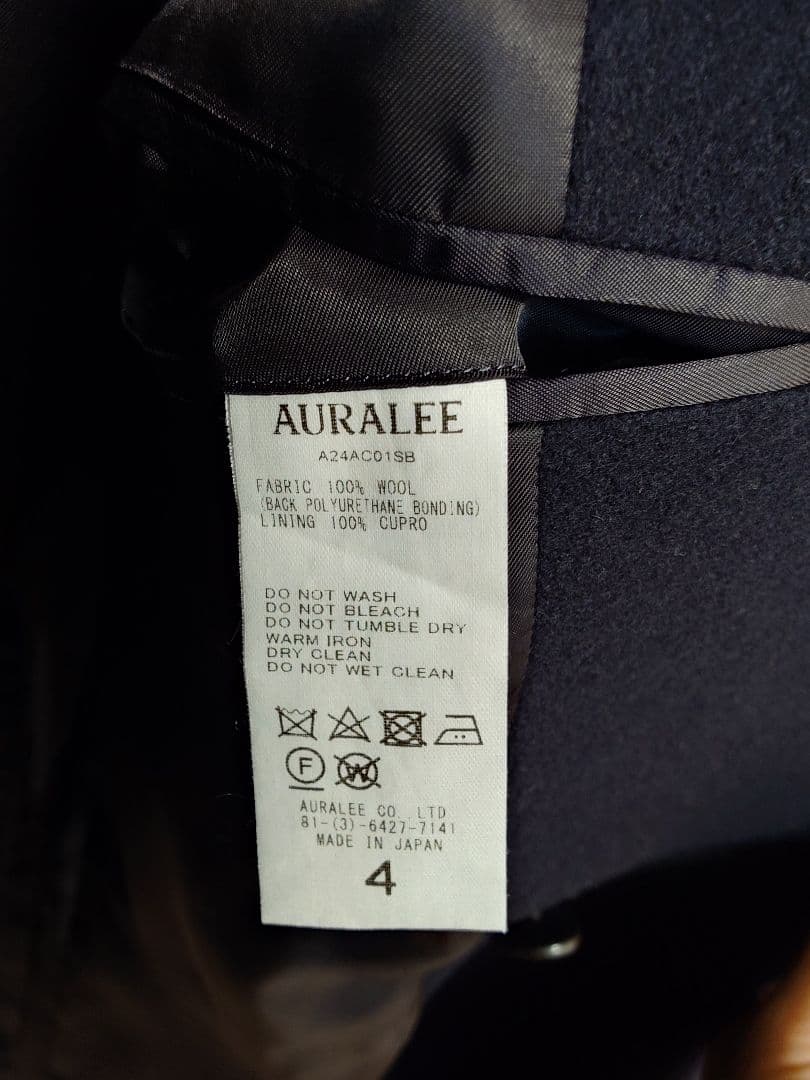 AURALEE
A24AC01SB
FABRIC 100% WOOL
(BACK POLYURETHANE BONDING)
LINING 100% CUPRO
DO NOT WASH
DO NOT BLEACH
DO NOT TUMBLE DRY
WARM IRON
DRY CLEAN
DO NOT WET CLEAN
F W
AURALEE CO.,LTD
81-(3)-6427-7141
MADE IN JAPAN
4